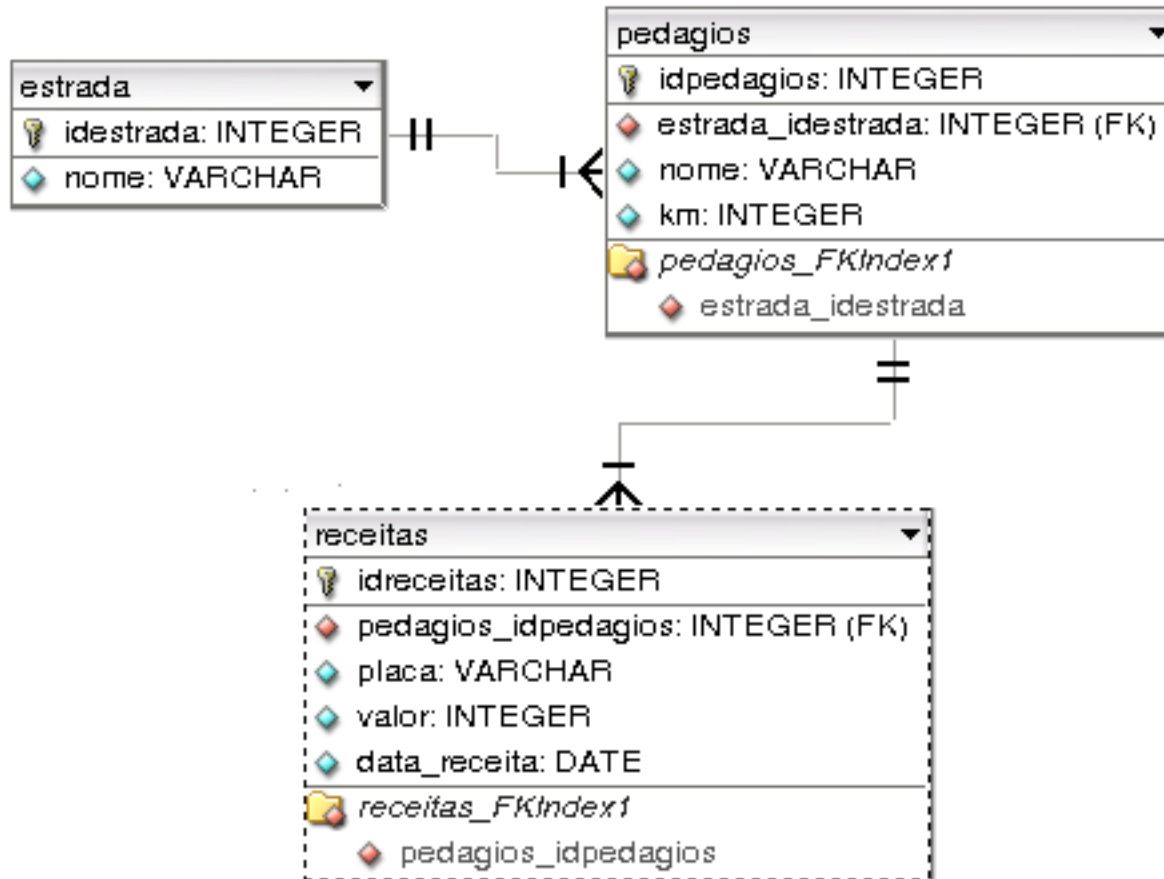 estrada
idestrada: INTEGER
nome: VARCHAR
pedagios
idpedagios: INTEGER
estrada_idestrada: INTEGER (FK)
nome: VARCHAR
km: INTEGER
pedagios_FKIndex1
estrada_idestrada
receitas
idreceitas: INTEGER
pedagios_idpedagios: INTEGER (FK)
placa: VARCHAR
valor: INTEGER
data_receita: DATE
receitas_FKIndex1
pedagios_idpedagios